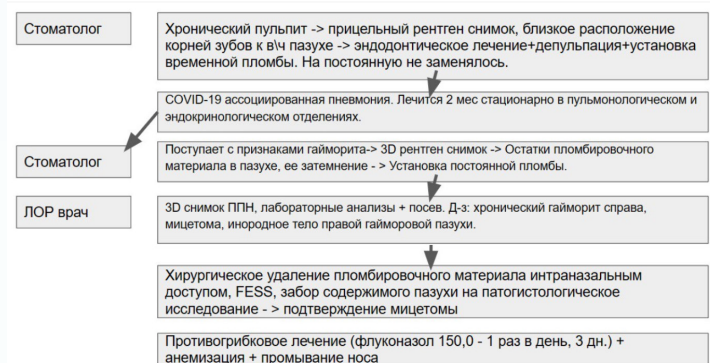 Стоматолог
Хронический пульпит -> прицельный рентген снимок, близкое расположение
корней зубов к в\ч пазухе -> эндодонтическое лечение+депульпация+установка
временной пломбы. На постоянную не заменялось.
COVID-19 ассоциированная пневмония. Лечится 2 мес стационарно в пульмонологическом и
эндокринологическом отделениях.
Стоматолог
Поступает с признаками гайморита-> 3D рентген снимок -> Остатки пломбировочного
материала в пазухе, ее затемнение - > Установка постоянной пломбы.
ЛОР врач
3D снимок ППН, лабораторные анализы + посев. Д-з: хронический гайморит справа,
мицетома, инородное тело правой гайморовой пазухи.
Хирургическое удаление пломбировочного материала интраназальным
доступом, FESS, забор содержимого пазухи на патогистологическое
исследование - > подтверждение мицетомы
Противогрибковое лечение (флуконазол 150,0 - 1 раз в день, 3 дн.) +
анемизация + промывание носа